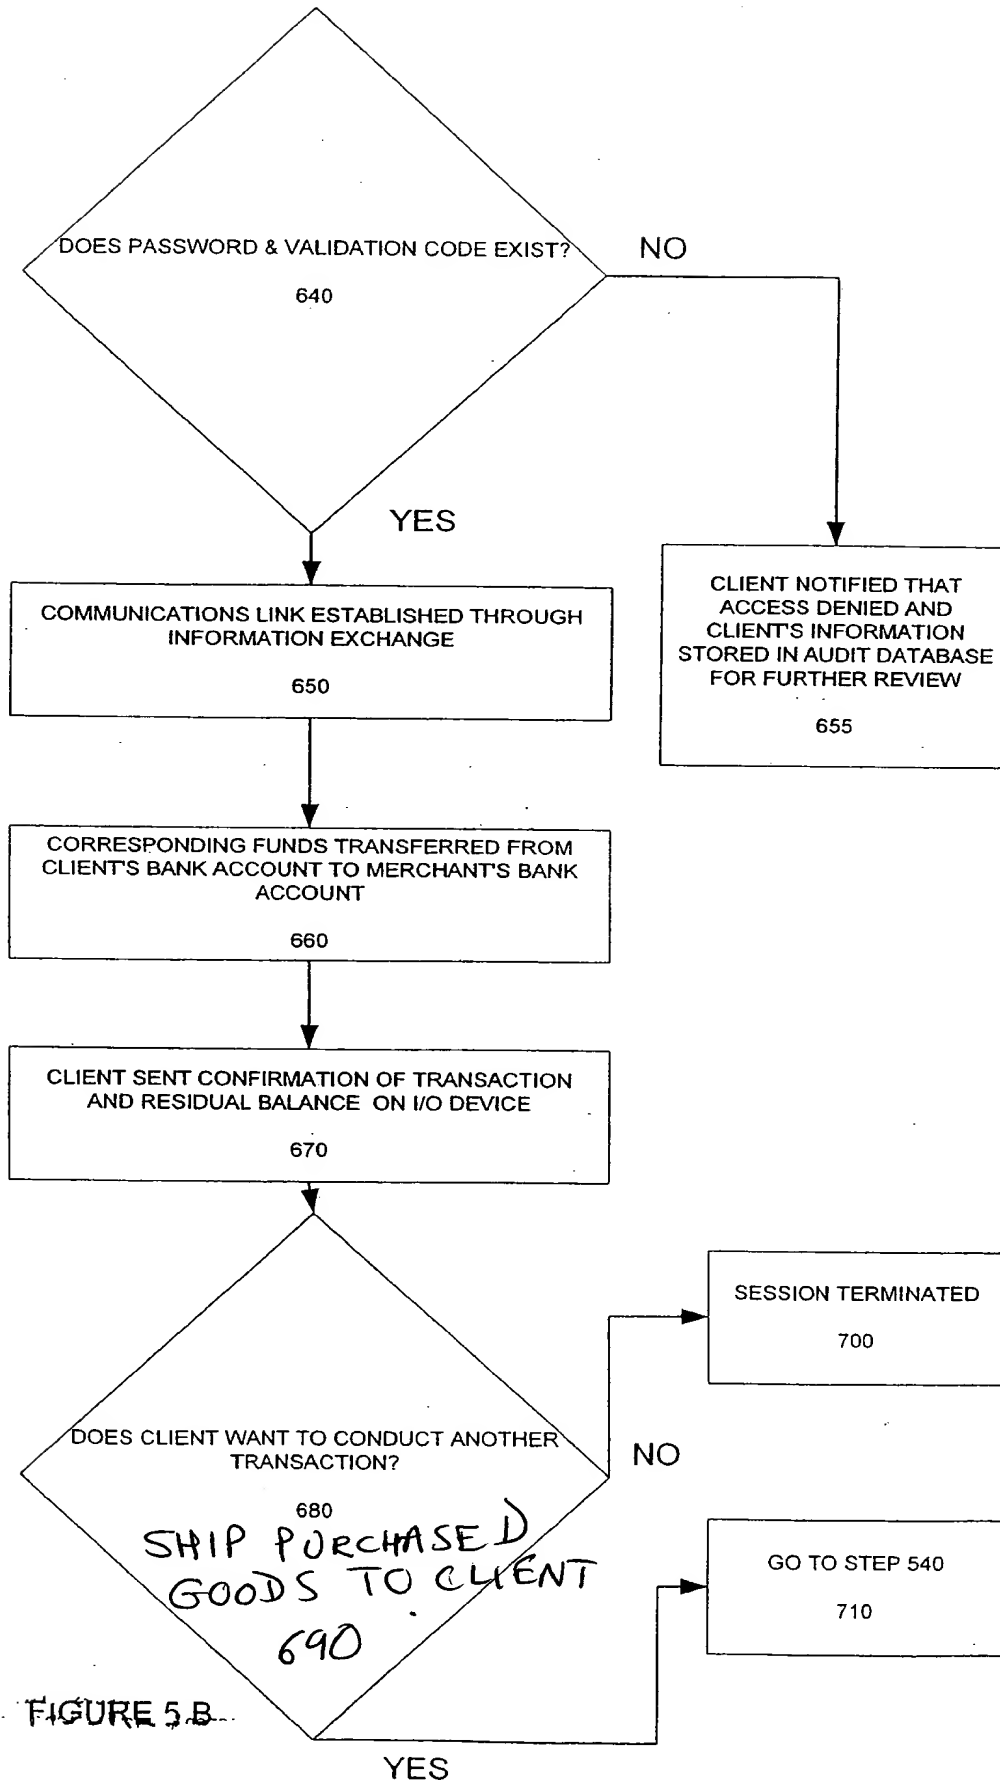 DOES PASSWORD & VALIDATION CODE EXIST?
640
NO
YES
COMMUNICATIONS LINK ESTABLISHED THROUGH
INFORMATION EXCHANGE
650
CLIENT NOTIFIED THAT
ACCESS DENIED AND
CLIENT'S INFORMATION
STORED IN AUDIT DATABASE
FOR FURTHER REVIEW
655
CORRESPONDING FUNDS TRANSFERRED FROM
CLIENT'S BANK ACCOUNT TO MERCHANT'S BANK
ACCOUNT
660
CLIENT SENT CONFIRMATION OF TRANSACTION
AND RESIDUAL BALANCE ON I/O DEVICE
670
SESSION TERMINATED
700
DOES CLIENT WANT TO CONDUCT ANOTHER
TRANSACTION?
680
NO
SHIP PURCHASED
GOODS TO CLIENT
690
GO TO STEP 540
710
FIGURE 5.B
YES